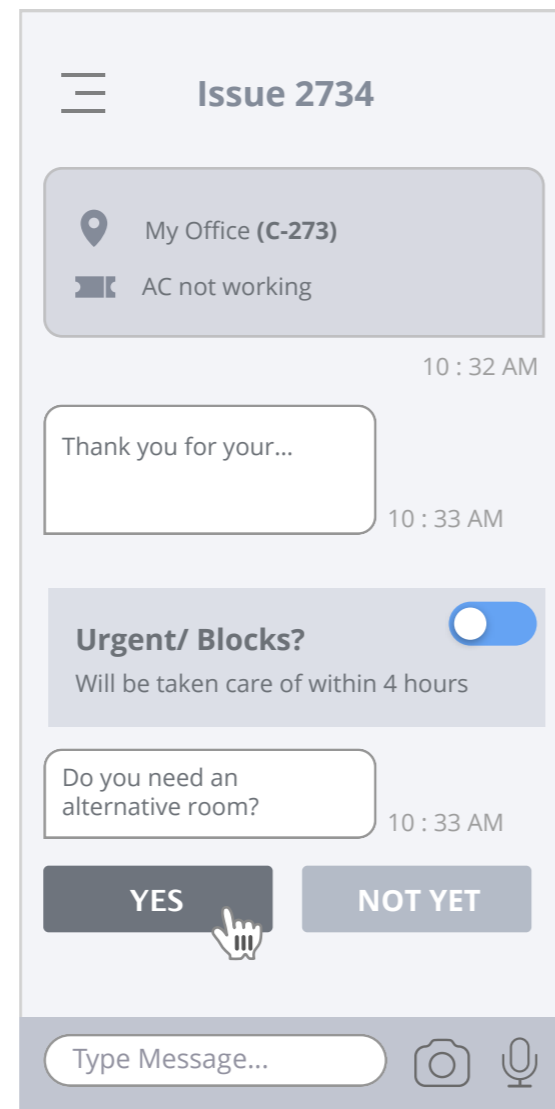 Issue 2734
My Office (C-273)
AC not working
10 : 32 AM
Thank you for your...
10 : 33 AM
Urgent/ Blocks?
Will be taken care of within 4 hours
Do you need an
alternative room?
10 : 33 AM
YES
NOT YET
Type Message...